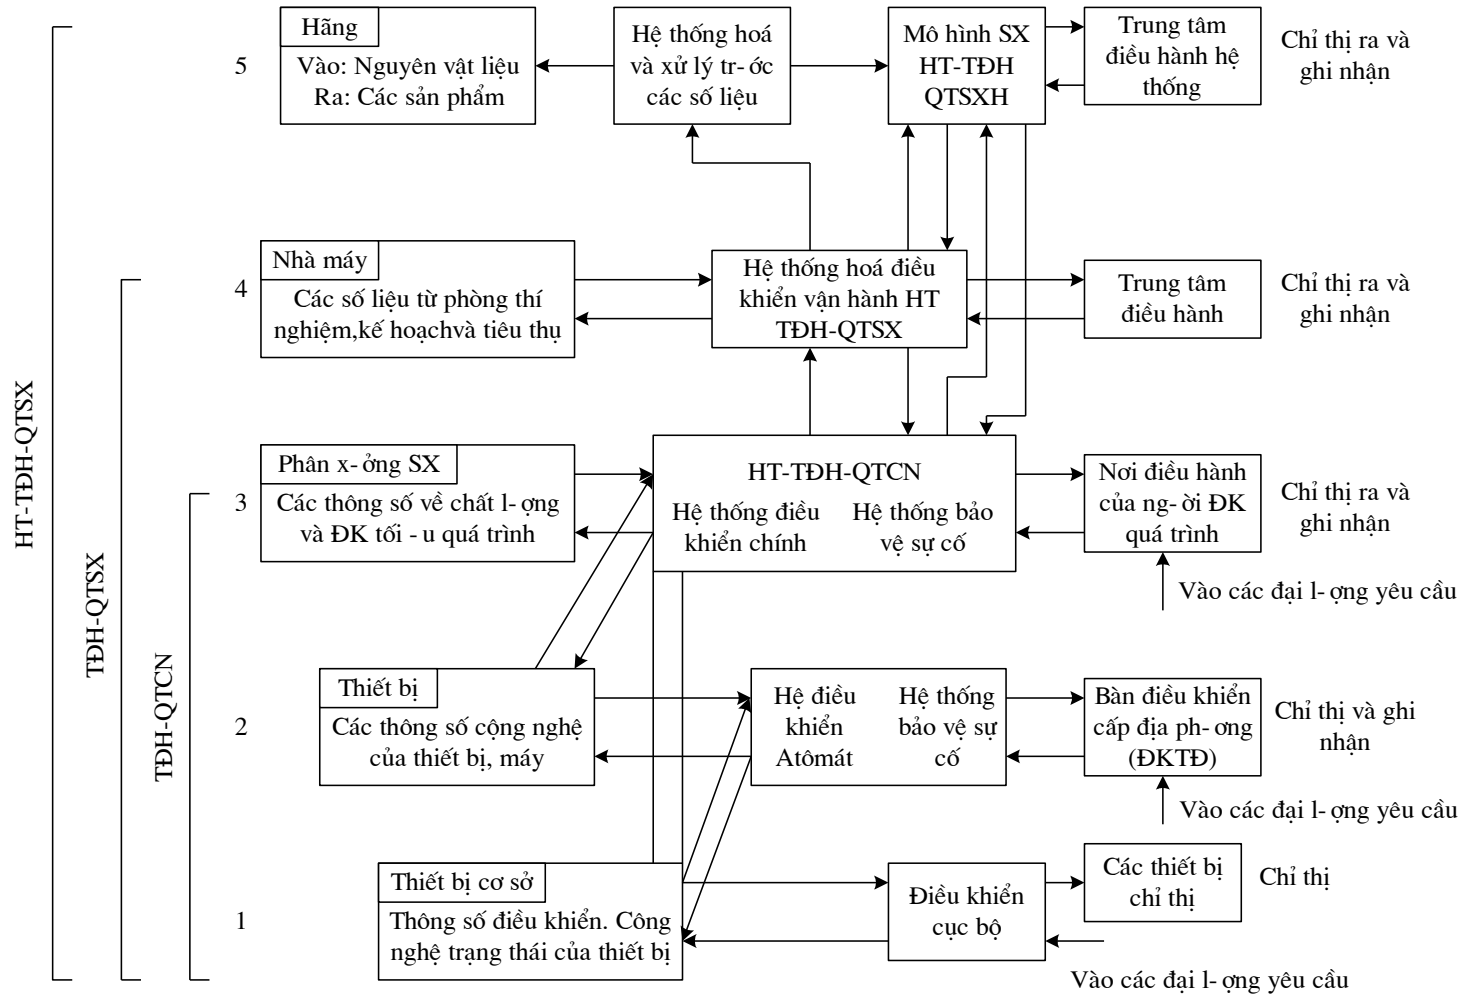 Hãng
Vào: Nguyên vật liệu
Ra: Các sản phẩm
Hệ thống hoá
và xử lý tr- ớc
các số liệu
Mô hình SX
HT-TĐH
QTSXH
Trung tâm
điều hành hệ
thống
Chỉ thị ra và
ghi nhận
5
Nhà máy
Các số liệu từ phòng thí
nghiệm,kế hoạchvà tiêu thụ
Hệ thống hoá điều
khiển vận hành HT
TĐH-QTSX
Trung tâm
điều hành
Chỉ thị ra và
ghi nhận
4
Phân x- ởng SX
Các thông số về chất l- ợng
và ĐK tối - u quá trình
HT-TĐH-QTCN
Hệ thống điều
khiển chính
Hệ thống bảo
vệ sự cố
Nơi điều hành
của ng- ời ĐK
quá trình
Chỉ thị ra và
ghi nhận
3
Vào các đại l- ợng yêu cầu
Thiết bị
Các thông số cộng nghệ
của thiết bị, máy
Hệ điều
khiển
Atômát
Hệ thống
bảo vệ sự
cố
Bàn điều khiển
cấp địa ph- ơng
(ĐKTĐ)
Chỉ thị và ghi
nhận
2
Vào các đại l- ợng yêu cầu
Thiết bị cơ sở
Thông số điều khiển. Công
nghệ trạng thái của thiết bị
Điều khiển
cục bộ
Các thiết bị
chỉ thị
Chỉ thị
1
Vào các đại l- ợng yêu cầu
HT-TĐH-QTSX
TĐH-QTSX
TĐH-QTCN